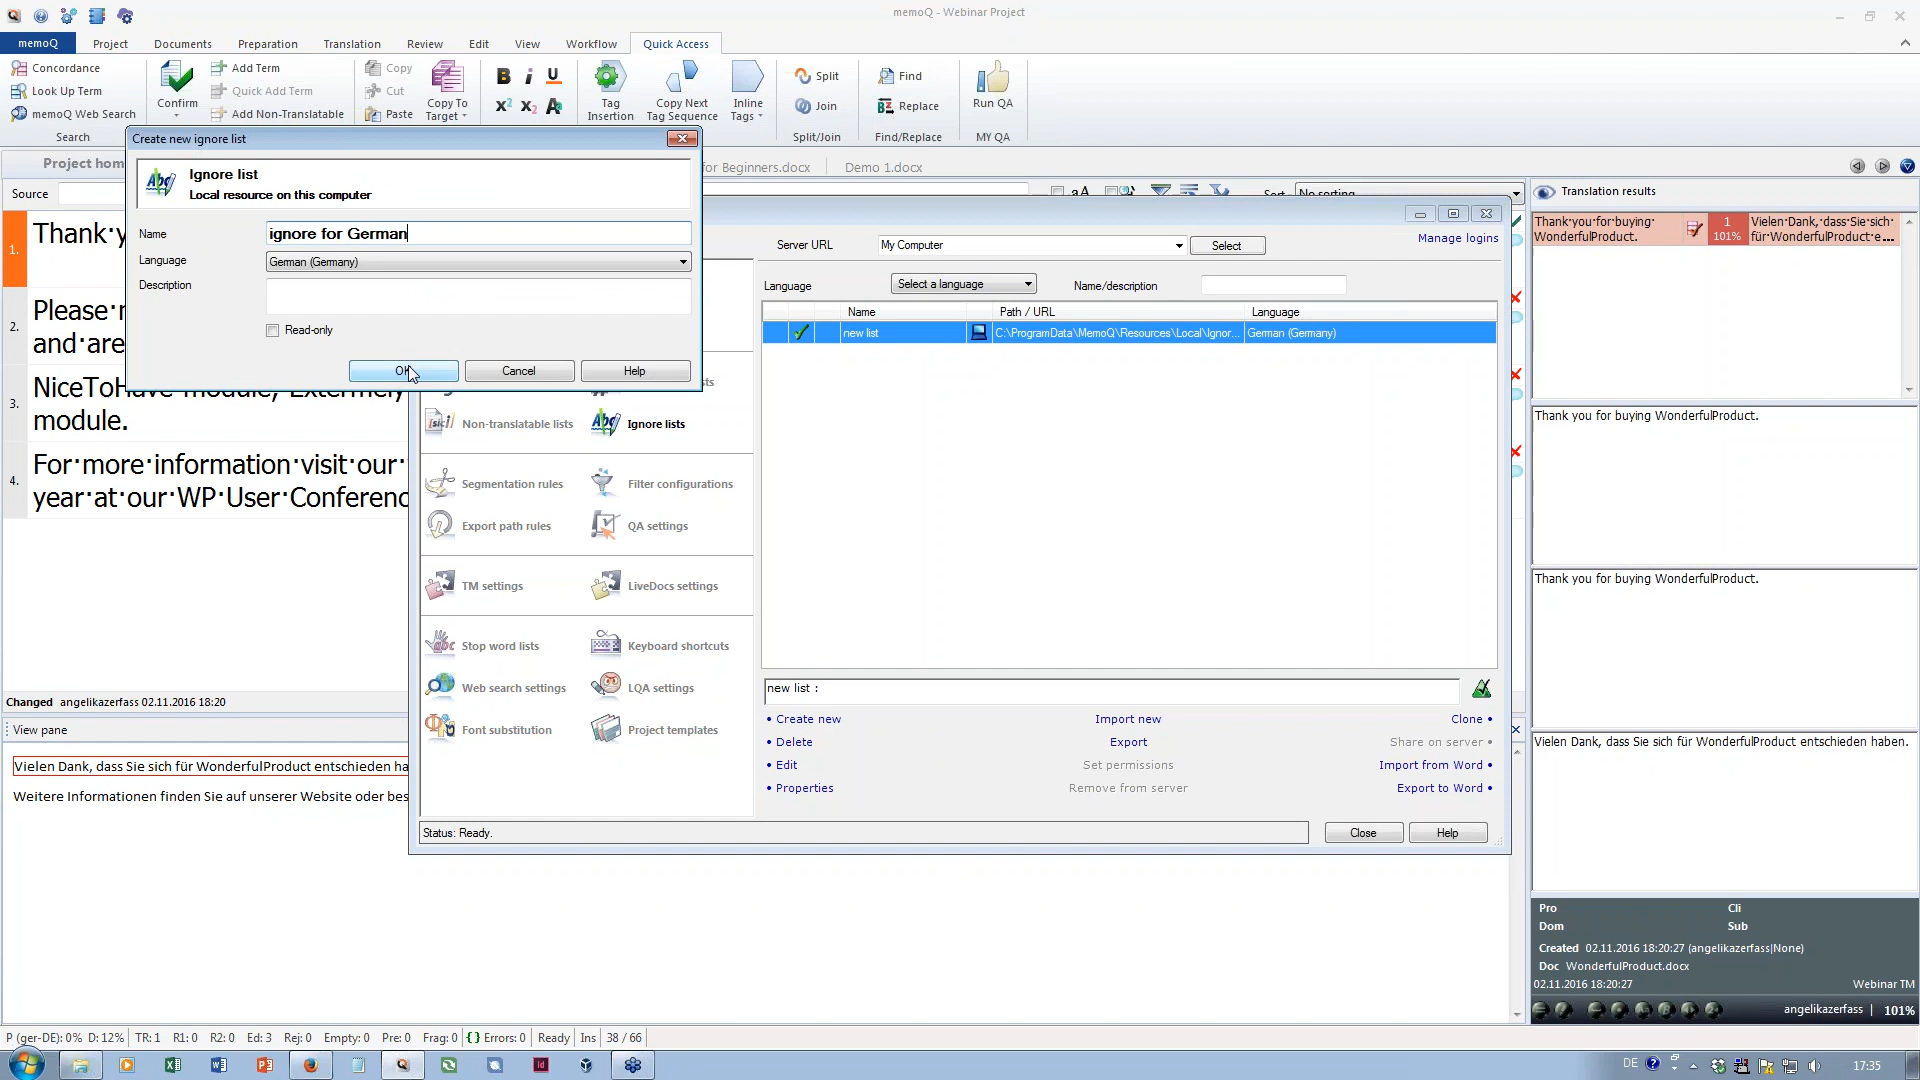 memoQ - Webinar Project
memoQ
Project
Documents
Preparation
Translation
Review
Edit
View
Workflow
Quick Access
Concordance
Look Up Term
memoQ Web Search
Search
Confirm
Add Term
Quick Add Term
Add Non-Translatable
Copy
Cut
Paste
Copy To
Target
Tag
Insertion
Copy Next
Tag Sequence
Inline
Tags
Split
Join
Split/Join
Find
Replace
Find/Replace
Run QA
MY QA
Create new ignore list
Ignore list
Local resource on this computer
Name
ignore for German
Language
German (Germany)
Description
Read-only
OK
Cancel
Help
Project hom
for Beginners.docx
Demo 1.docx
Source
Sort
No sorting
1.
Thank·y
2.
Please·r
and·are
3.
NiceToHave·module,·Extermely
module.
4.
For·more·information·visit·our·
year·at·our·WP·User·Conferenc
Server URL
My Computer
Select
Manage logins
Language
Select a language
Name/description
Name
Path / URL
Language
new list
C:\ProgramData\MemoQ\Resources\Local\Ignor...
German (Germany)
Non-translatable lists
Ignore lists
Segmentation rules
Filter configurations
Export path rules
QA settings
TM settings
LiveDocs settings
Stop word lists
Keyboard shortcuts
Web search settings
LQA settings
Font substitution
Project templates
new list :
Create new
Import new
Clone
Delete
Export
Share on server
Edit
Set permissions
Import from Word
Properties
Remove from server
Export to Word
Status: Ready.
Close
Help
Changed angelikazerfass 02.11.2016 18:20
View pane
Vielen Dank, dass Sie sich für WonderfulProduct entschieden ha
Weitere Informationen finden Sie auf unserer Website oder bes
Translation results
Thank·you·for·buying·
WonderfulProduct.
1
101%
Vielen·Dank,·dass·Sie·sich·
für·WonderfulProduct·e...
Thank you for buying WonderfulProduct.
Thank you for buying WonderfulProduct.
Vielen Dank, dass Sie sich für WonderfulProduct entschieden haben.
Pro
Cli
Dom
Sub
Created 02.11.2016 18:20:27 (angelikazerfass|None)
Doc WonderfulProduct.docx
02.11.2016 18:20:27
Webinar TM
angelikazerfass | 101%
P (ger-DE): 0% D: 12% TR: 1 R1: 0 R2: 0 Ed: 3 Rej: 0 Empty: 0 Pre: 0 Frag: 0 Errors: 0 Ready Ins 38 / 66
DE
17:35